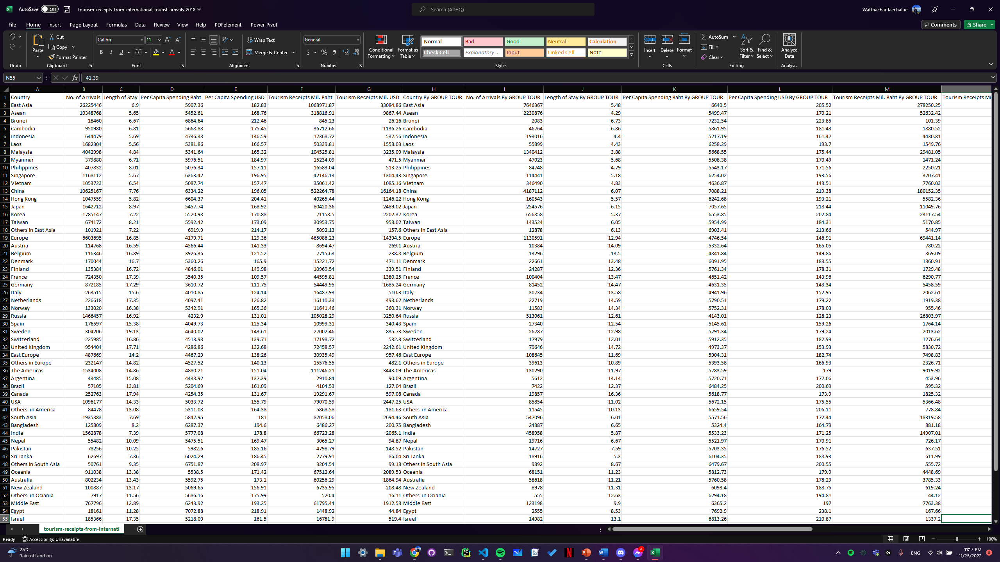 AutoSave Off tourism-receipts-from-international-tourist-arrivals_2018 Search (Alt+Q) Watthachai Taechalue
File Home Insert Page Layout Formulas Data Review View Help PDFelement Power Pivot Comments Share
Calibri 11 Wrap Text General Normal Bad Good Neutral Calculation AutoSum
Cut Copy Format Painter Paste Merge & Center Conditional Formatting Format as Table Check Cell Explanatory ... Input Linked Cell Note Insert Delete Format Fill Clear Sort & Filter Find & Select Analyze Data
Undo Clipboard Font Alignment Number Styles Cells Editing Analysis
N55 fx 41.39
A B C D E F G H I J K L M
1 Country No. of Arrivals Length of Stay Per Capita Spending Baht Per Capita Spending USD Tourism Receipts Mil. Baht Tourism Receipts Mil. USD Country By GROUP TOUR No. of Arrivals By GROUP TOUR Length of Stay By GROUP TOUR Per Capita Spending Baht By GROUP TOUR Per Capita Spending USD By GROUP TOUR Tourism Receipts Mil. Baht By GROUP TOUR Tourism Receipts Mi
2 East Asia 26225446 6.9 5907.36 182.83 1068971.87 33084.86 East Asia 7646367 5.48 6640.5 205.52 278250.25
3 Asean 10348768 5.65 5452.61 168.76 318816.91 9867.44 Asean 2230876 4.29 5499.47 170.21 52632.42
4 Brunei 18460 6.67 6864.64 212.46 845.23 26.16 Brunei 2083 6.73 7232.54 223.85 101.39
5 Cambodia 950980 6.81 5668.88 175.45 36712.66 1136.26 Cambodia 46764 6.86 5861.95 181.43 1880.52
6 Indonesia 644479 5.69 4736.38 146.59 17368.72 537.56 Indonesia 193016 4.4 5217.19 161.47 4430.81
7 Laos 1682304 5.56 5381.86 166.57 50339.81 1558.03 Laos 55899 4.43 6258.29 193.7 1549.76
8 Malaysia 4042998 4.84 5341.64 165.32 104525.81 3235.09 Malaysia 1340412 3.88 5668.55 175.44 29481.05
9 Myanmar 379880 6.71 5976.51 184.97 15234.09 471.5 Myanmar 47023 5.68 5508.38 170.49 1471.24
10 Philippines 407832 8.01 5076.34 157.11 16583.04 513.25 Philippines 84748 4.79 5543.17 171.56 2250.21
11 Singapore 1168112 5.67 6363.42 196.95 42146.13 1304.43 Singapore 114441 5.18 6254.02 193.56 3707.41
12 Vietnam 1053723 6.54 5087.74 157.47 35061.42 1085.16 Vietnam 346490 4.83 4636.87 143.51 7760.03
13 China 10625167 7.76 6334.22 196.05 522264.78 16164.18 China 4187112 6.07 7088.21 219.38 180152.35
14 Hong Kong 1047559 5.82 6604.37 204.41 40265.44 1246.22 Hong Kong 160543 5.57 6242.68 193.21 5582.36
15 Japan 1642712 8.97 5457.74 168.92 80420.36 2489.02 Japan 254576 6.15 7057.65 218.44 11049.76
16 Korea 1785147 7.22 5520.98 170.88 71158.5 2202.37 Korea 656858 5.37 6553.85 202.84 23117.54
17 Taiwan 674172 8.21 5592.42 173.09 30953.75 958.02 Taiwan 143524 6.05 5954.99 184.31 5170.85
18 Others in East Asia 101921 7.22 6919.9 214.17 5092.13 157.6 Others in East Asia 12878 6.13 6903.41 213.66 544.97
19 Europe 6603695 16.85 4179.71 129.36 465086.23 14394.5 Europe 1130591 12.94 4746.54 146.91 69441.14
20 Austria 114768 16.59 4566.44 141.33 8694.47 269.1 Austria 10384 14.09 5332.64 165.05 780.22
21 Belgium 116346 16.89 3926.36 121.52 7715.63 238.8 Belgium 13296 13.5 4841.84 149.86 869.09
22 Denmark 170044 16.7 5360.26 165.9 15221.72 471.11 Denmark 22661 13.48 6091.95 188.55 1860.91
23 Finland 135384 16.72 4846.01 149.98 10969.54 339.51 Finland 24287 12.36 5761.34 178.31 1729.48
24 France 724350 17.39 3540.35 109.57 44595.81 1380.25 France 100404 13.47 4651.42 143.96 6290.77
25 Germany 872185 17.29 3610.72 111.75 54449.95 1685.24 Germany 81452 14.47 4631.35 143.34 5458.59
26 Italy 263515 15.6 4010.85 124.14 16487.93 510.3 Italy 30734 13.58 4941.96 152.95 2062.61
27 Netherlands 226618 17.35 4097.41 126.82 16110.33 498.62 Netherlands 22719 14.59 5790.51 179.22 1919.38
28 Norway 133020 16.38 5342.91 165.36 11641.46 360.31 Norway 11583 14.34 5752.31 178.03 955.46
29 Russia 1466457 16.92 4232.9 131.01 105028.29 3250.64 Russia 513061 12.61 4143.01 128.23 26803.97
30 Spain 176597 15.38 4049.73 125.34 10999.31 340.43 Spain 27340 12.54 5145.61 159.26 1764.14
31 Sweden 304206 19.13 4640.02 143.61 27002.46 835.73 Sweden 26787 12.98 5791.34 179.24 2013.62
32 Switzerland 225985 16.86 4513.98 139.71 17198.72 532.3 Switzerland 17979 12.01 5912.35 182.99 1276.64
33 United Kingdom 954404 17.71 4286.86 132.68 72458.57 2242.61 United Kingdom 79646 14.72 4973.37 153.93 5830.72
34 East Europe 487669 14.2 4467.29 138.26 30935.49 957.46 East Europe 108645 11.69 5904.31 182.74 7498.83
35 Others in Europe 232147 14.82 4527.52 140.13 15576.55 482.1 Others in Europe 39613 10.89 5393.58 166.93 2326.71
36 The Americas 1534008 14.86 4880.21 151.04 111246.21 3443.09 The Americas 130290 11.97 5783.59 179 9019.92
37 Argentina 43485 15.08 4438.92 137.39 2910.84 90.09 Argentina 5612 14.14 5720.71 177.06 453.96
38 Brazil 57105 13.81 5204.69 161.09 4104.53 127.04 Brazil 7422 12.37 6484.25 200.69 595.32
39 Canada 252763 17.94 4254.35 131.67 19291.67 597.08 Canada 19857 16.36 5618.77 173.9 1825.32
40 USA 1096177 14.33 5033.72 155.79 79070.59 2447.25 USA 85854 11.02 5672.15 175.55 5366.48
41 Others  in America 84478 13.08 5311.08 164.38 5868.58 181.63 Others  in America 11545 10.13 6659.54 206.11 778.84
42 South Asia 1935883 7.69 5847.95 181 87058.06 2694.46 South Asia 547096 6.01 5571.56 172.44 18319.58
43 Bangladesh 125809 8.2 6287.37 194.6 6486.27 200.75 Bangladesh 24887 6.65 5324.4 164.79 881.18
44 India 1562878 7.39 5777.08 178.8 66723.28 2065.1 India 458958 5.87 5533.23 171.25 14907.01
45 Nepal 55482 10.09 5475.51 169.47 3065.27 94.87 Nepal 19716 6.67 5521.97 170.91 726.17
46 Pakistan 78256 10.25 5982.6 185.16 4798.79 148.52 Pakistan 14727 7.59 5703.35 176.52 637.51
47 Sri Lanka 62697 7.36 6024.29 186.45 2779.91 86.04 Sri Lanka 18916 5.3 6104.35 188.93 611.99
48 Others in South Asia 50761 9.35 6751.87 208.97 3204.54 99.18 Others in South Asia 9892 8.67 6479.67 200.55 555.72
49 Oceania 911038 13.38 5538.5 171.42 67512.64 2089.53 Oceania 68151 11.23 5812.73 179.9 4448.69
50 Australia 802234 13.43 5592.75 173.1 60256.29 1864.94 Australia 58618 11.21 5760.58 178.29 3785.33
51 New Zealand 100887 13.17 5069.65 156.91 6735.95 208.48 New Zealand 8978 11.31 6098.4 188.75 619.24
52 Others  in Ociania 7917 11.56 5686.16 175.99 520.4 16.11 Others  in Ociania 555 12.63 6294.18 194.81 44.12
53 Middle East 767796 12.89 6243.92 193.25 61795.44 1912.58 Middle East 123198 9.9 6365.2 197 7763.38
54 Egypt 18161 11.28 7072.88 218.91 1448.92 44.84 Egypt 2555 8.53 7692.9 238.1 167.66
55 Israel 185366 17.35 5218.09 161.5 16781.9 519.4 Israel 14982 13.1 6813.26 210.87 1337.2
tourism-receipts-from-internati
Ready Accessibility: Unavailable 100%
25°C
Rain off and on
ENG 11:17 PM
11/25/2022 3